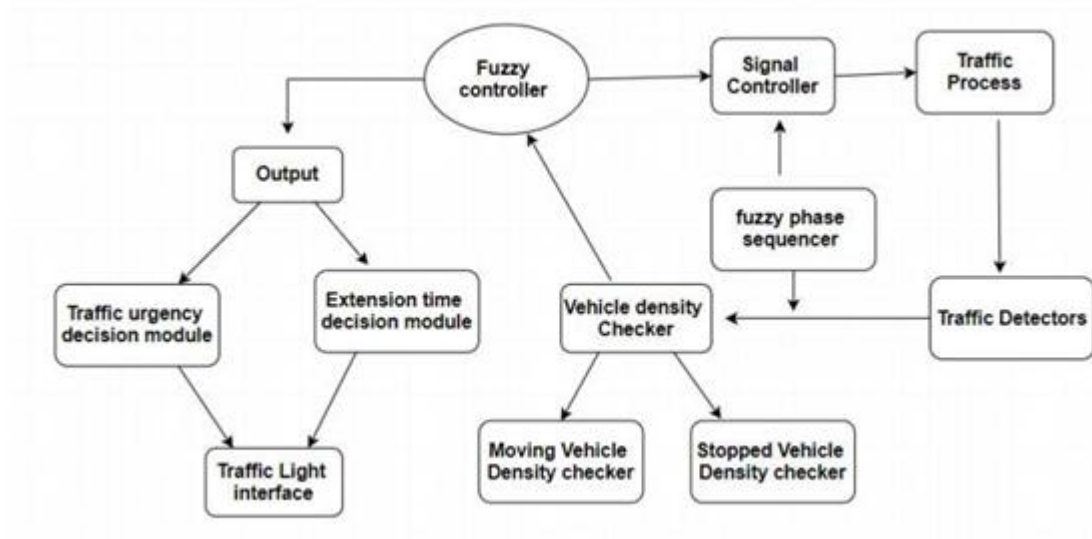 Fuzzy
controller
Signal
Controller
Traffic
Process
Output
fuzzy phase
sequencer
Traffic urgency
decision module
Extension time
decision module
Vehicle density
Checker
Traffic Detectors
Moving Vehicle
Density checker
Stopped Vehicle
Density checker
Traffic Light
interface